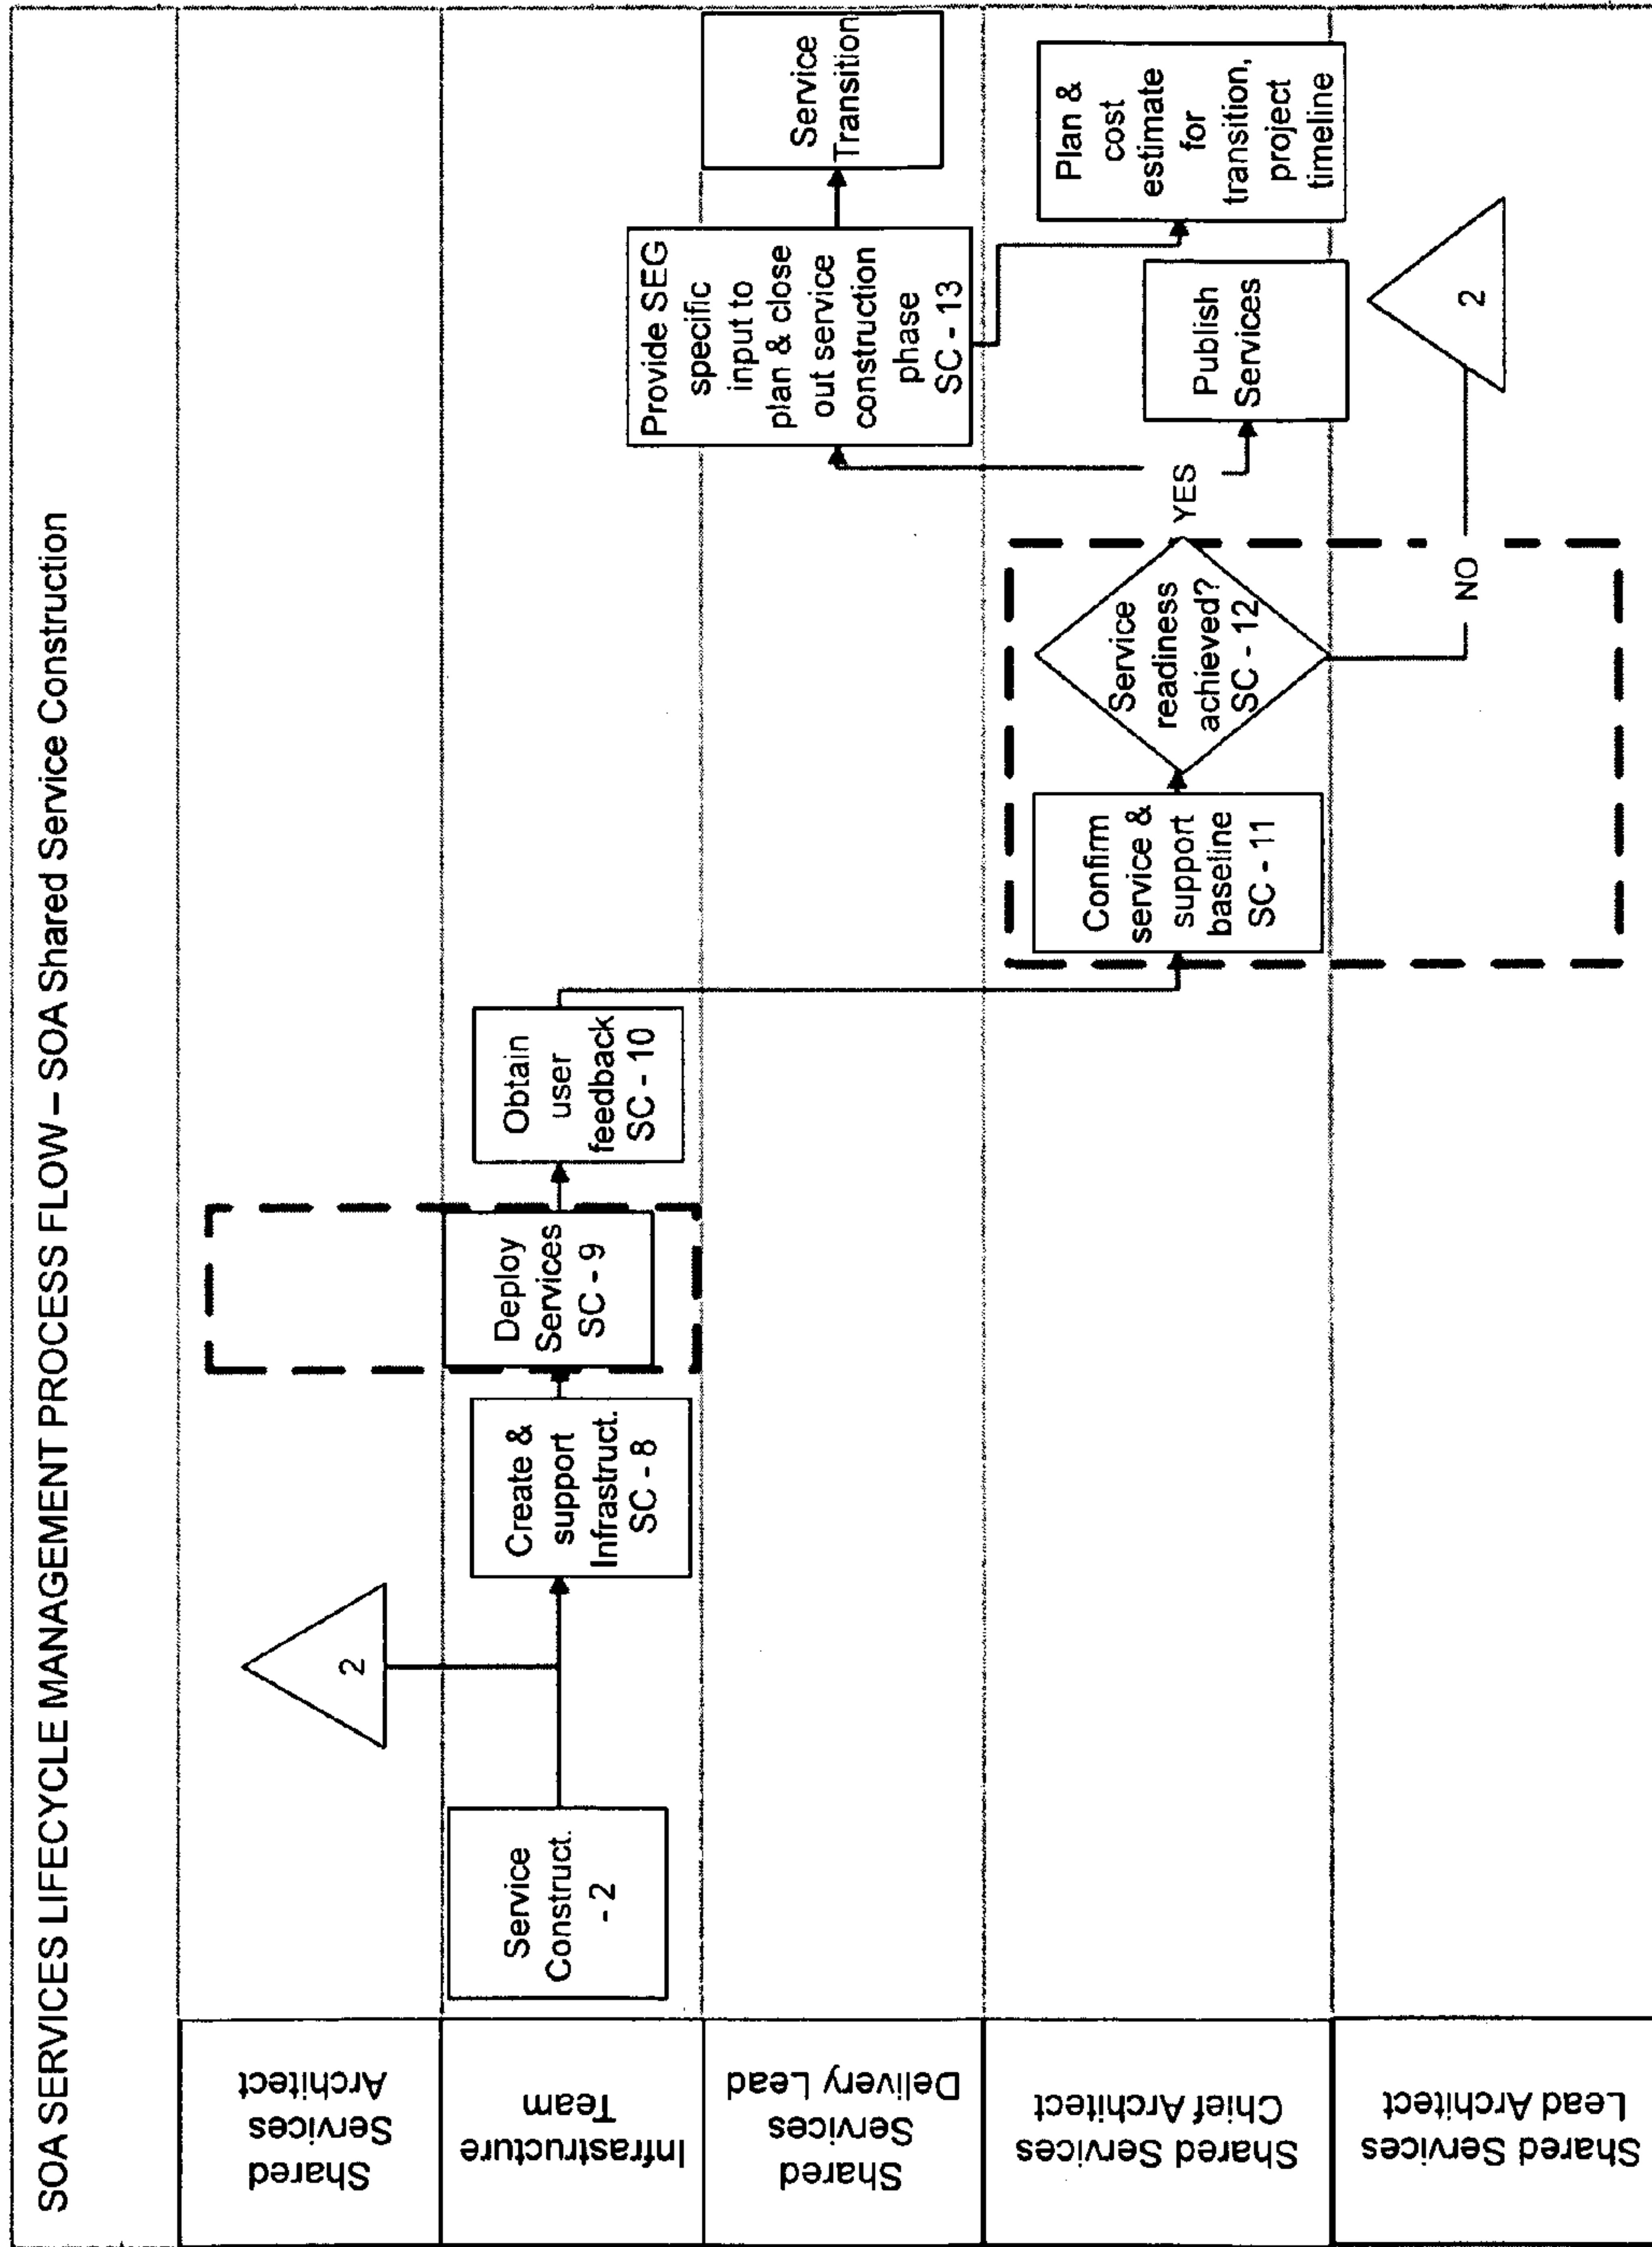 SOA SERVICES LIFECYCLE MANAGEMENT PROCESS FLOW – SOA Shared Service Construction
Shared
Services
Architect
2
Infrastructure
Team
Service
Construct.
- 2
Create &
support
Infrastruct.
SC - 8
Deploy
Services
SC - 9
Obtain
user
feedback
SC - 10
Shared
Services
Delivery Lead
Provide SEG
specific
input to
plan & close
out service
construction
phase
SC - 13
Service
Transition
Shared Services
Chief Architect
Confirm
service &
support
baseline
SC - 11
Service
readiness
achieved?
SC - 12
YES
Publish
Services
Plan &
cost
estimate
for
transition,
project
timeline
Shared Services
Lead Architect
NO
2